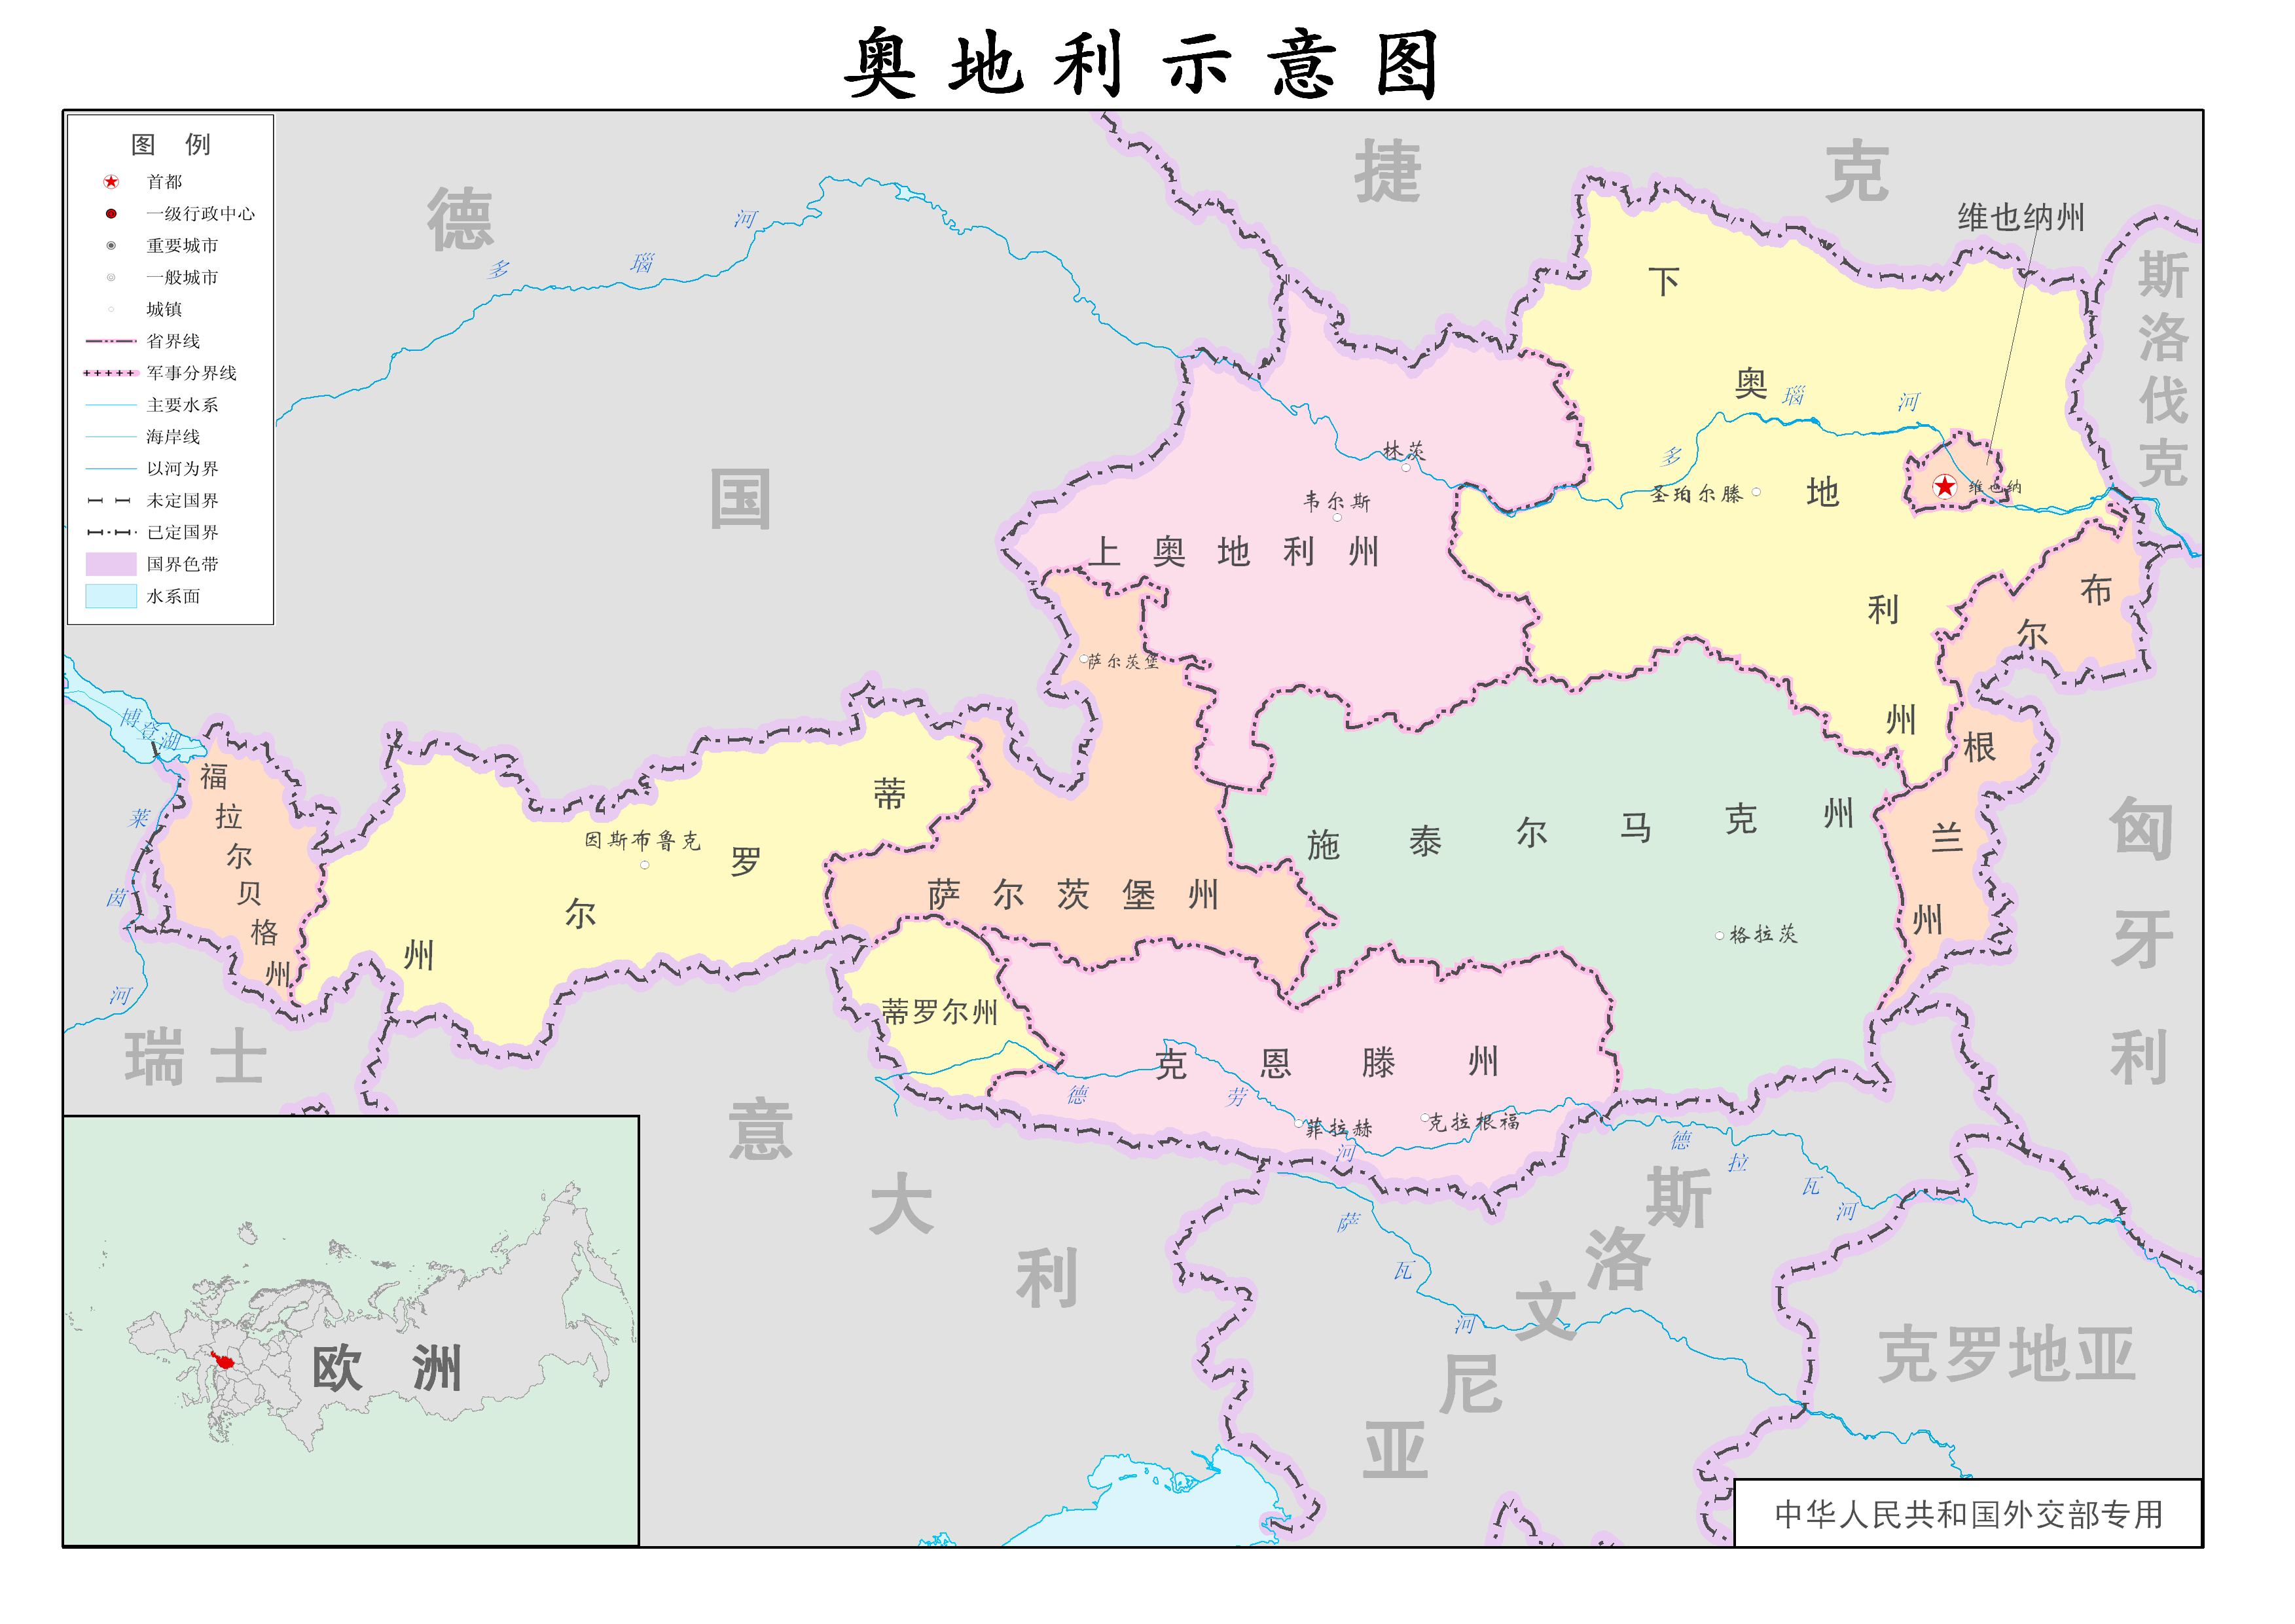 奥地利示意图
图 例
首都
一级行政中心
重要城市
一般城市
城镇
省界线
军事分界线
主要水系
海岸线
以河为界
未定国界
已定国界
国界色带
水系面
德国
捷克
斯洛伐克
匈牙利
瑞士
意大利
斯洛文尼亚
克罗地亚
多瑙河
维也纳州
下奥地利州
多瑙河
林茨
韦尔斯
圣珀尔滕
维也纳
上奥地利州
布尔根兰州
萨尔茨堡
博登湖
福拉尔贝格州
莱茵河
蒂罗尔州
因斯布鲁克
萨尔茨堡州
施泰尔马克州
格拉茨
蒂罗尔州
克恩滕州
德劳河
菲拉赫
克拉根福
德拉瓦河
萨瓦河
欧洲
中华人民共和国外交部专用